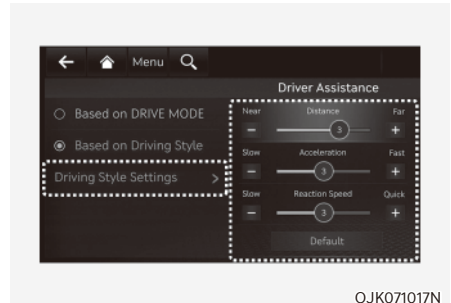 Menu
Driver Assistance
Based on DRIVE MODE
Based on Driving Style
Driving Style Settings >
Near Distance Far
− 3 +
Slow Acceleration Fast
− 3 +
Slow Reaction Speed Quick
− 3 +
Default
OJK071017N